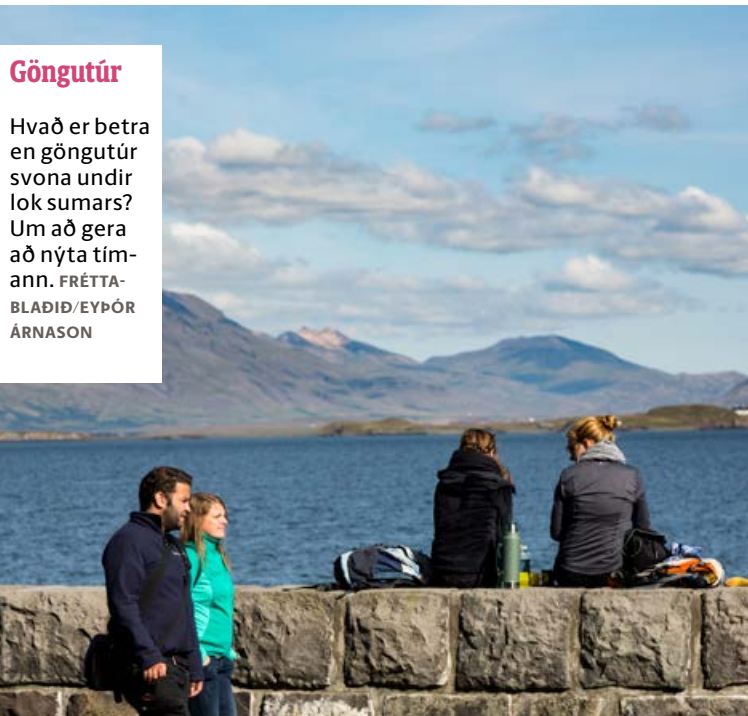 Göngutúr
Hvað er betra
en göngutúr
svona undir
lok sumars?
Um að gera
að nýta tím-
ann. FRÉTTA-
BLAÐIÐ/EYÞÓR
ÁRNASON